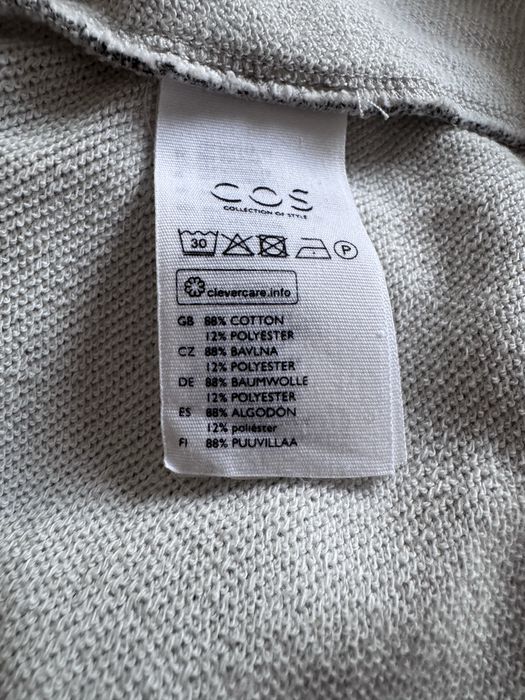 COS
COLLECTION OF STYLE
30 P
clevercare.info
GB 88% COTTON
12% POLYESTER
CZ 88% BAVLNA
12% POLYESTER
DE 88% BAUMWOLLE
12% POLYESTER
ES 88% ALGODÓN
12% poliéster
FI 88% PUUVILLAA